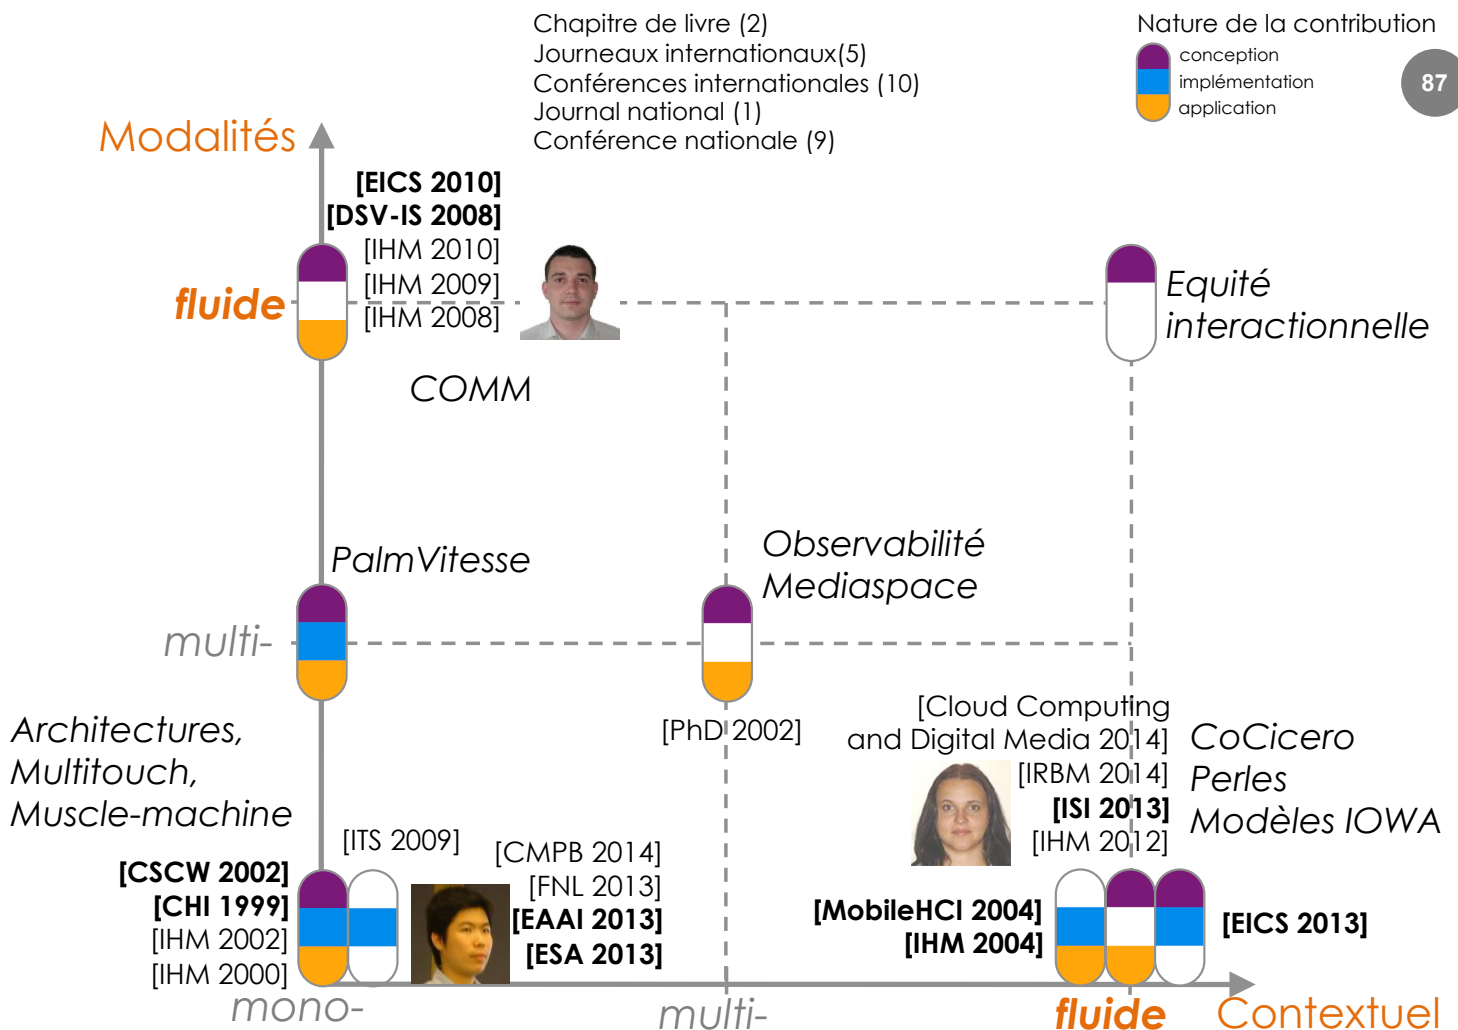 Chapitre de livre (2)
Journeaux internationaux(5)
Conférences internationales (10)
Journal national (1)
Conférence nationale (9)
Nature de la contribution
conception
implémentation
application
87
Modalités
[EICS 2010]
[DSV-IS 2008]
[IHM 2010]
[IHM 2009]
[IHM 2008]
fluide
COMM
Equité
interactionnelle
PalmVitesse
Observabilité
Mediaspace
multi-
[PhD 2002]
Architectures,
Multitouch,
Muscle-machine
[Cloud Computing
and Digital Media 2014]
[IRBM 2014]
[ISI 2013]
[IHM 2012]
CoCicero
Perles
Modèles IOWA
[ITS 2009]
[CSCW 2002]
[CHI 1999]
[IHM 2002]
[IHM 2000]
[CMPB 2014]
[FNL 2013]
[EAAI 2013]
[ESA 2013]
[MobileHCI 2004]
[IHM 2004]
[EICS 2013]
mono-
multi-
fluide
Contextuel